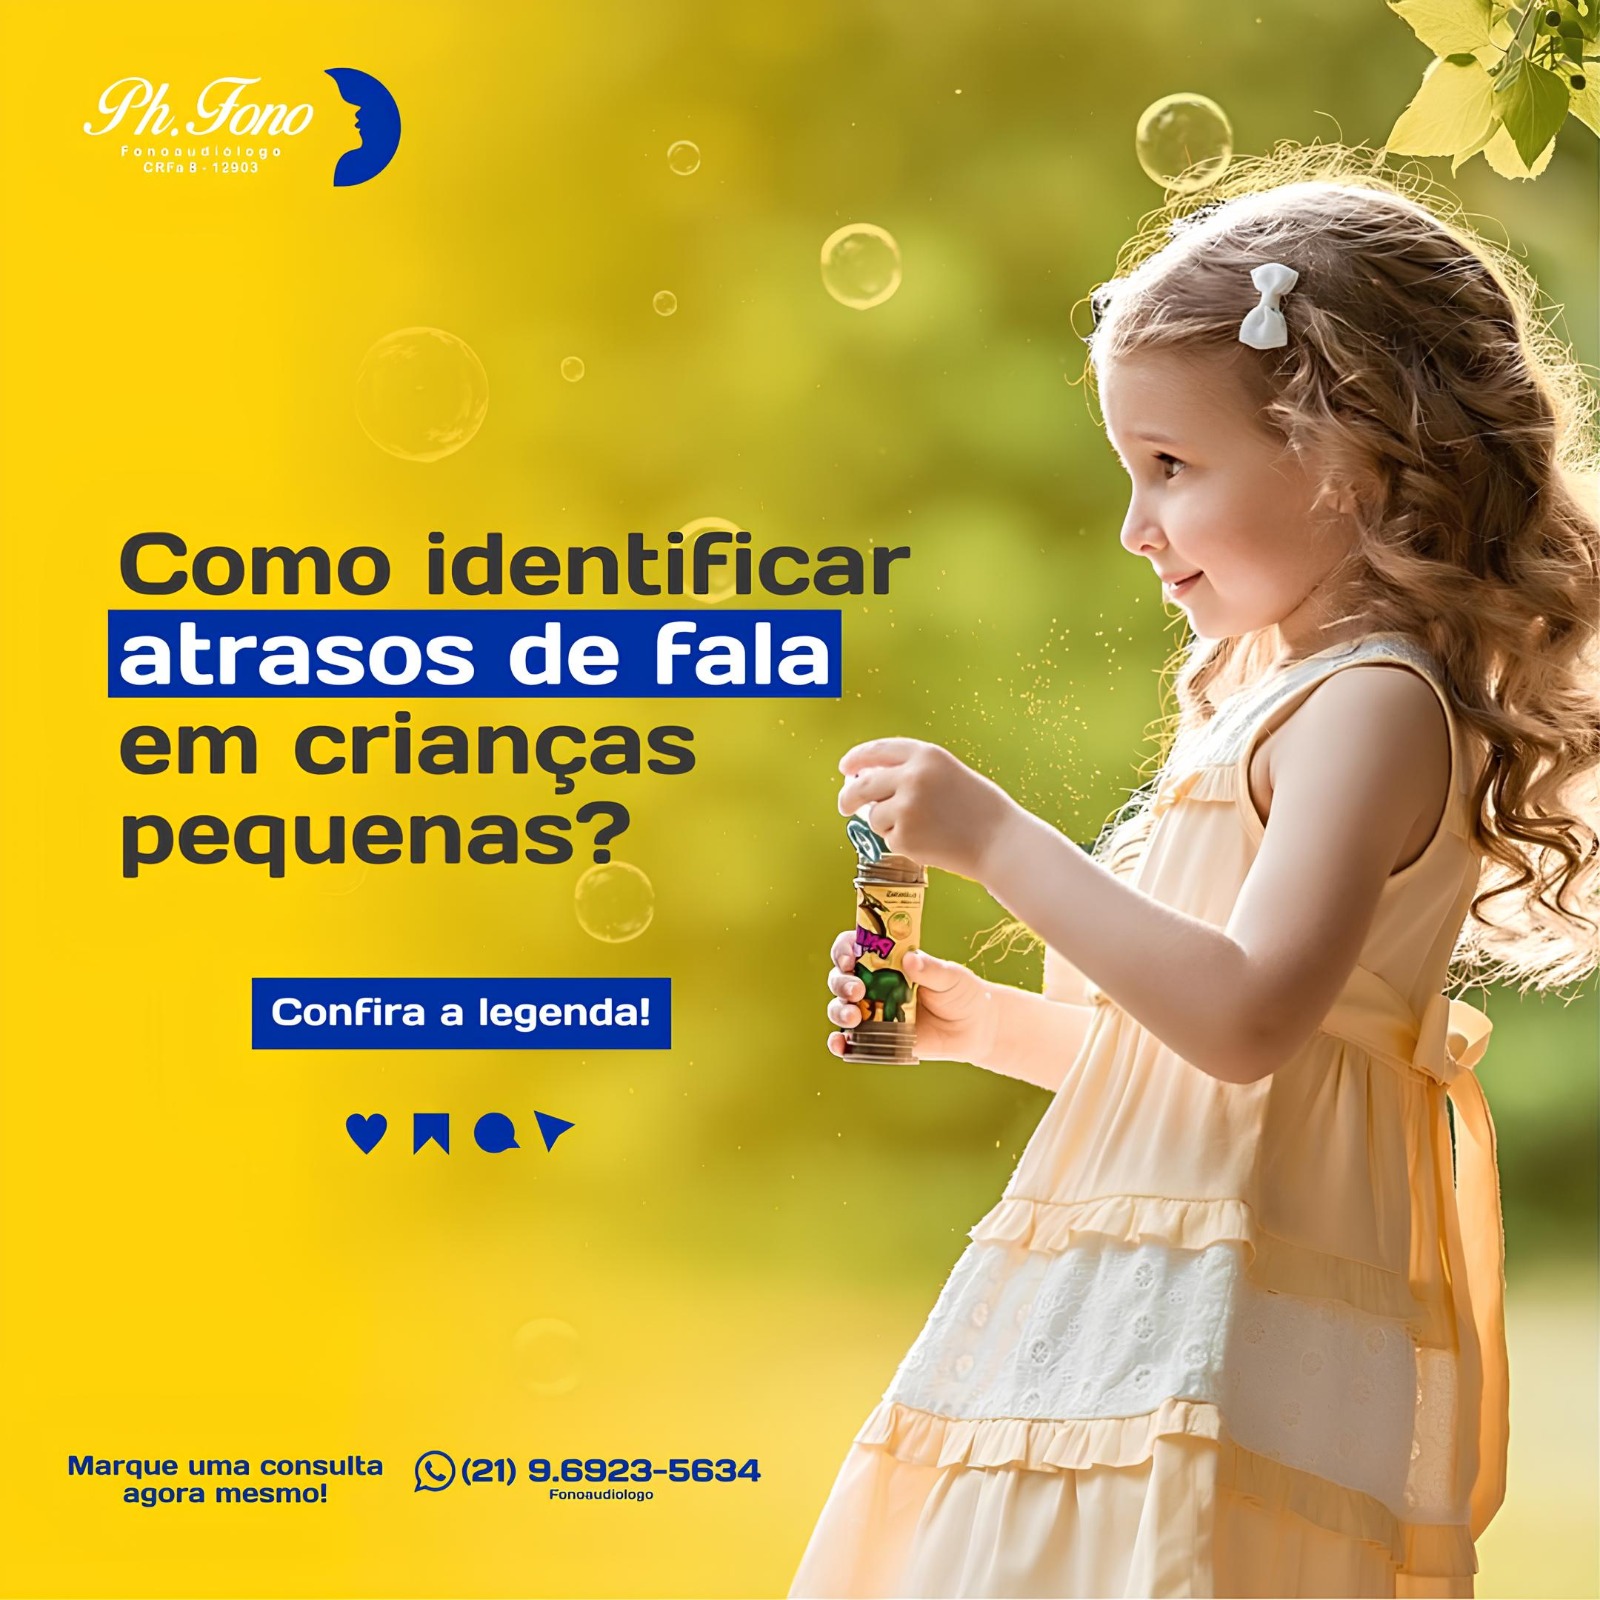 Ph. Fono
Fonoaudiólogo
CRFa 8 - 12903
Como identificar
atrasos de fala
em crianças
pequenas?
Confira a legenda!
Marque uma consulta
agora mesmo!
(21) 9.6923-5634
Fonoaudiologo